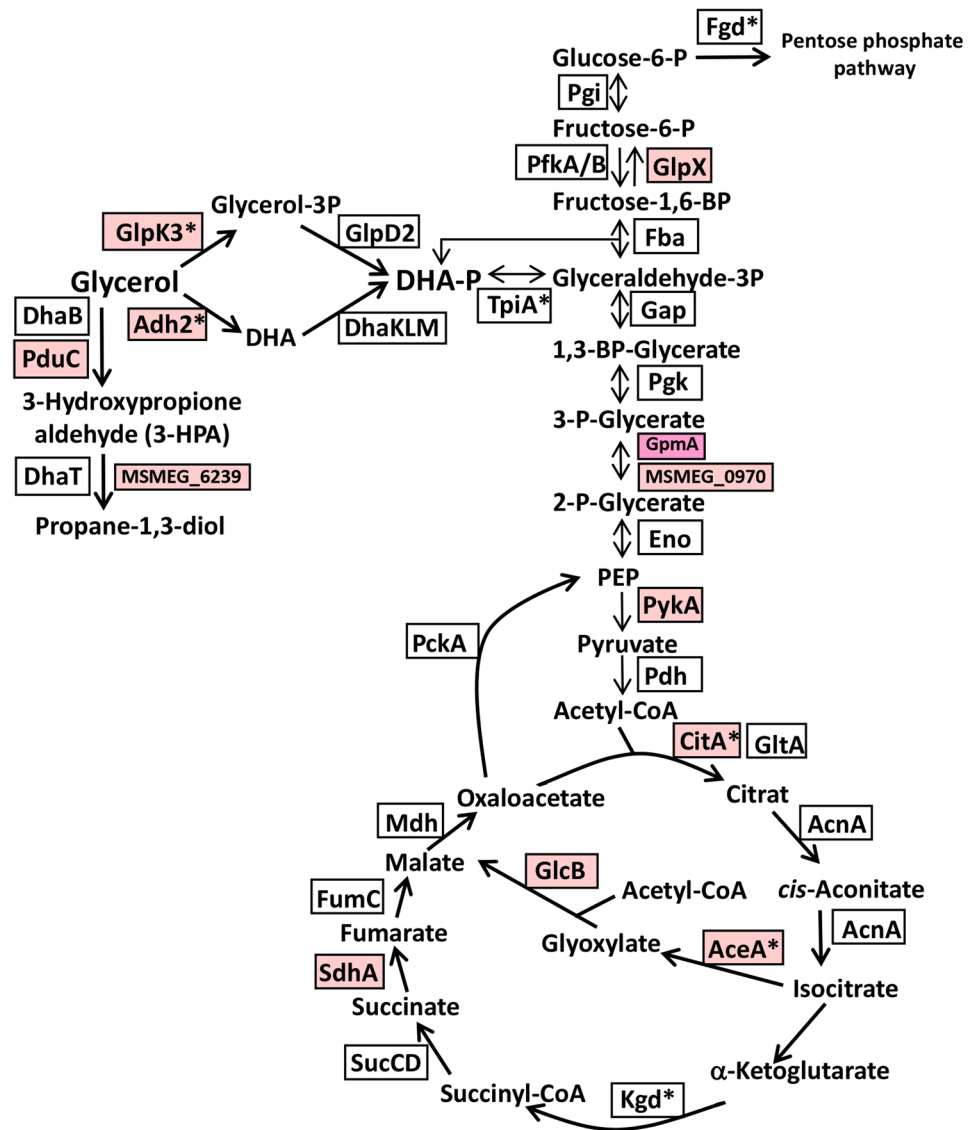 Fgd*
Glucose-6-P
Pentose phosphate
pathway
Pgi
Fructose-6-P
PfkA/B
GlpX
Fructose-1,6-BP
Glycerol-3P
GlpK3*
GlpD2
Fba
Glycerol
DHA-P
Glyceraldehyde-3P
TpiA*
DhaB
Adh2*
DHA
DhaKLM
Gap
PduC
1,3-BP-Glycerate
Pgk
3-Hydroxypropione
aldehyde (3-HPA)
3-P-Glycerate
GpmA
DhaT
MSMEG_6239
MSMEG_0970
2-P-Glycerate
Propane-1,3-diol
Eno
PEP
PykA
PckA
Pyruvate
Pdh
Acetyl-CoA
CitA*
GltA
Oxaloacetate
Citrat
Mdh
AcnA
Malate
GlcB
Acetyl-CoA
cis-Aconitate
FumC
Fumarate
Glyoxylate
AceA*
AcnA
SdhA
Isocitrate
Succinate
SucCD
α-Ketoglutarate
Succinyl-CoA
Kgd*